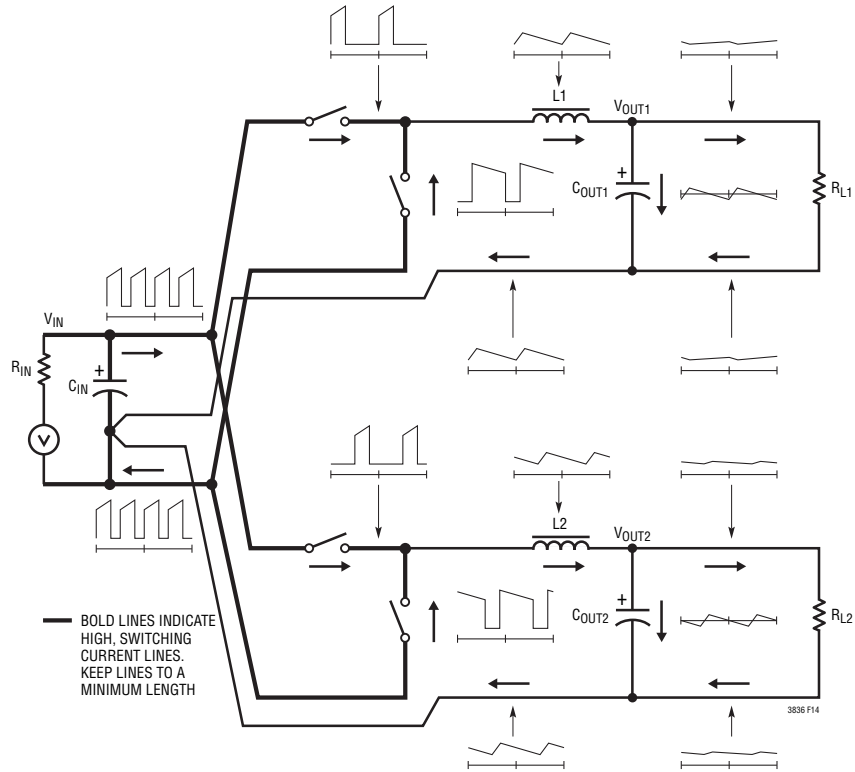 L1
VOUT1
+
COUT1
RL1
VIN
RIN
+
CIN
V
L2
VOUT2
+
COUT2
RL2
BOLD LINES INDICATE
HIGH, SWITCHING
CURRENT LINES.
KEEP LINES TO A
MINIMUM LENGTH
3836 F14